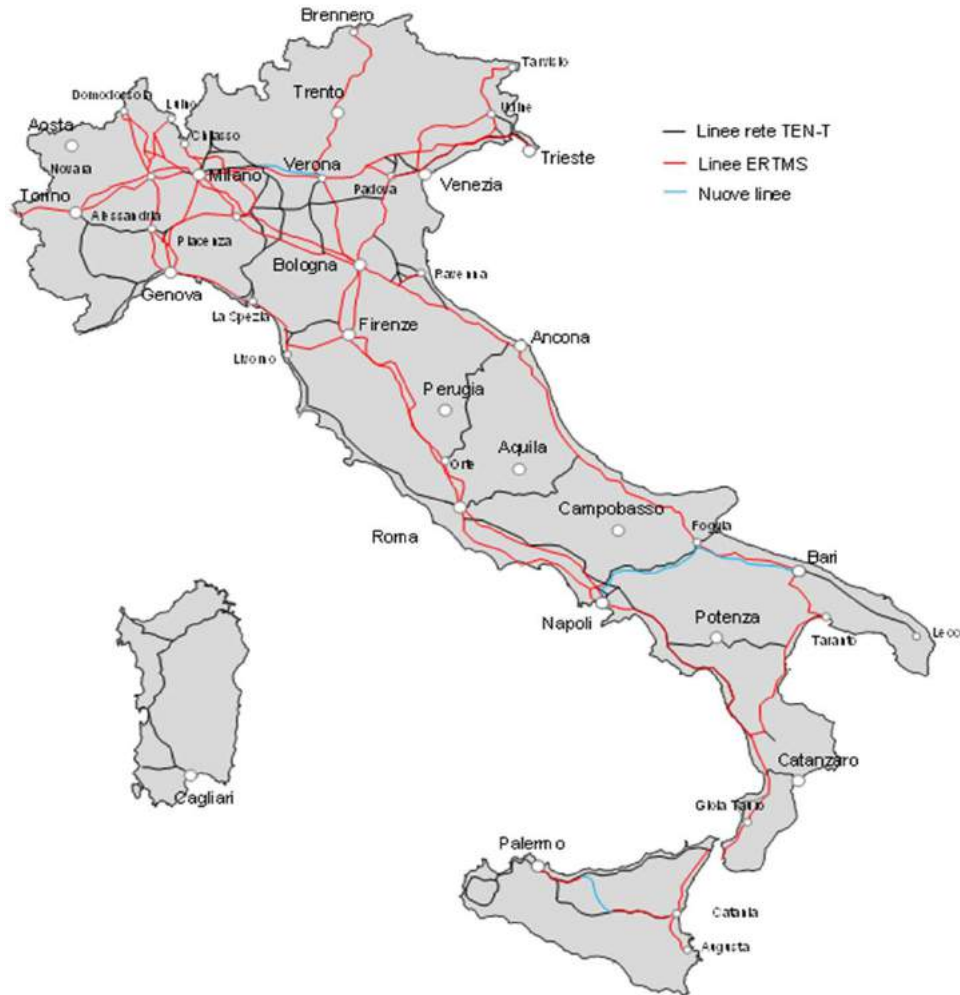 Brennero
Tarvisio
Domodossola
Luino
Trento
Udine
Aosta
Chiasso
Linee rete TEN-T
Trieste
Linee ERTMS
Novara
Milano
Verona
Padova
Venezia
Nuove linee
Torino
Alessandria
Piacenza
Bologna
Ravenna
Genova
La Spezia
Firenze
Ancona
Livorno
Perugia
Aquila
Orte
Campobasso
Roma
Foggia
Bari
Napoli
Potenza
Taranto
Lecce
Catanzaro
Cagliari
Gioia Tauro
Palermo
Catania
Augusta